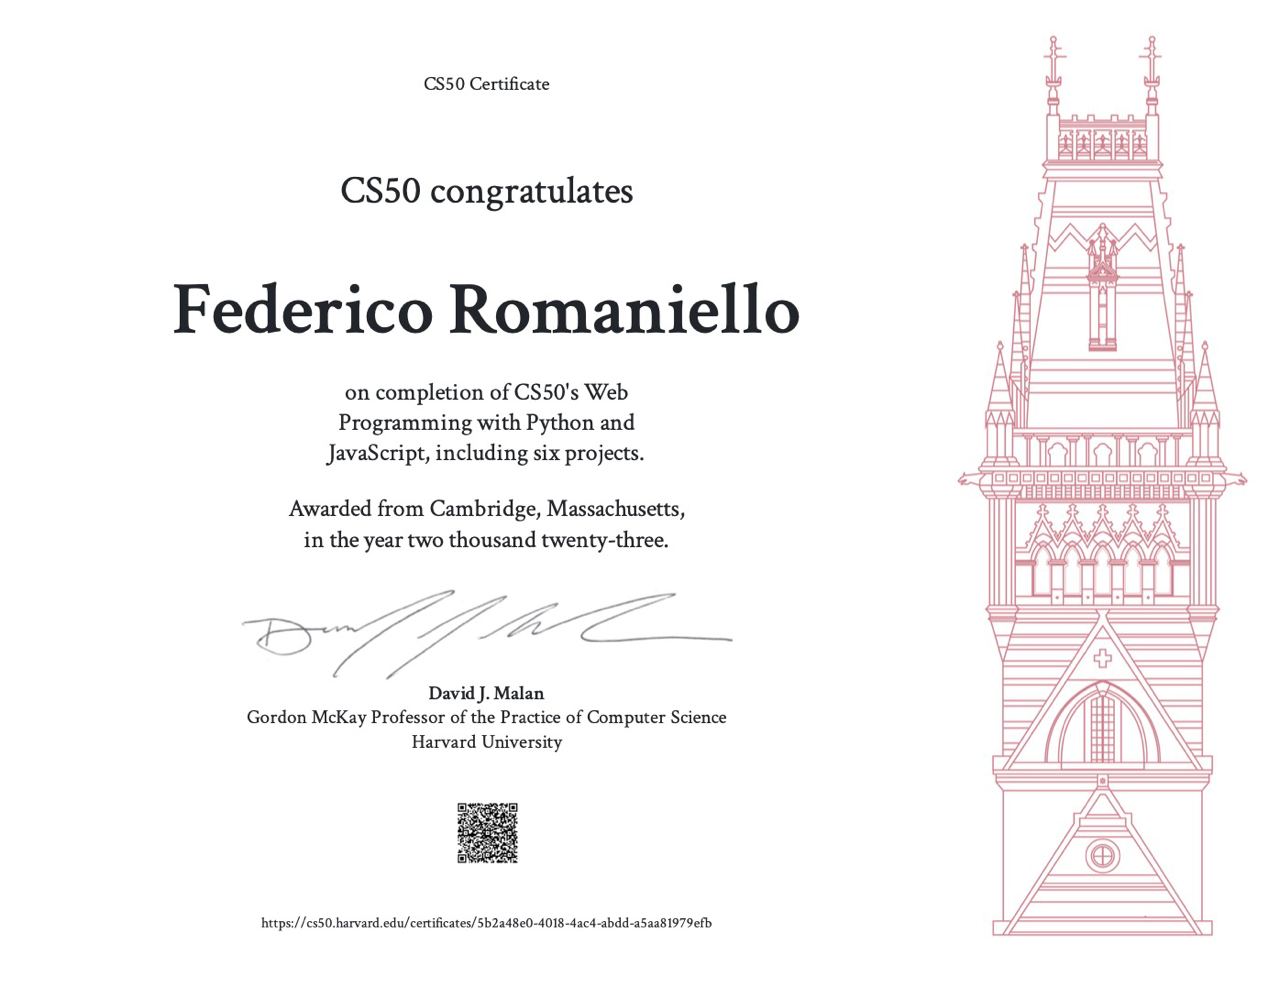 CS50 Certificate
CS50 congratulates
Federico Romaniello
on completion of CS50's Web
Programming with Python and
JavaScript, including six projects.
Awarded from Cambridge, Massachusetts,
in the year two thousand twenty-three.
David J. Malan
Gordon McKay Professor of the Practice of Computer Science
Harvard University
https://cs50.harvard.edu/certificates/5b2a48e0-4018-4ac4-abdd-a5aa81979efb